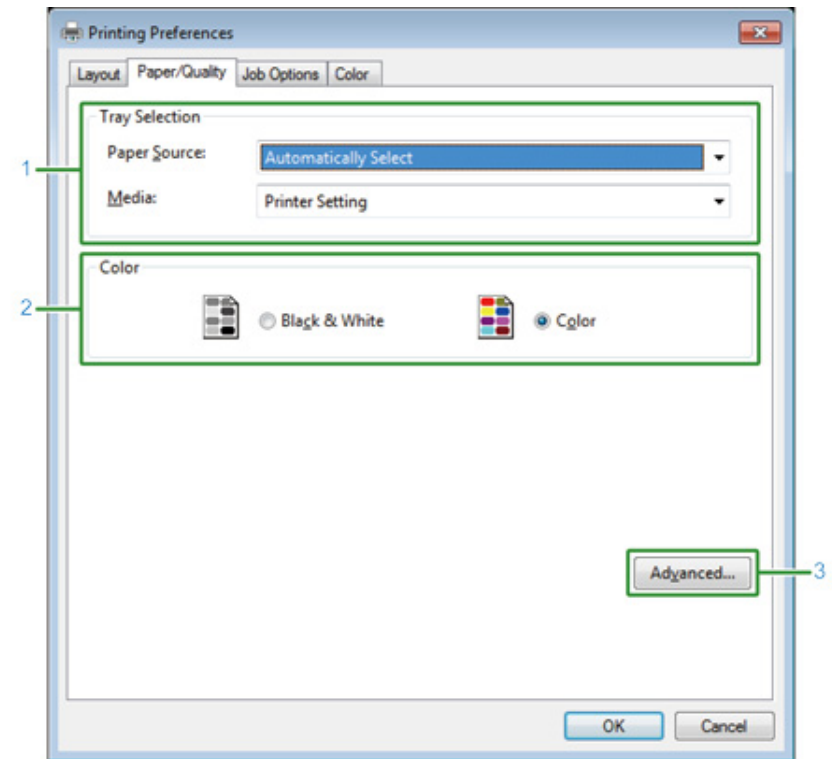 Printing Preferences
Layout Paper/Quality Job Options Color
Tray Selection
1
Paper Source: Automatically Select
Media: Printer Setting
Color
2
Black & White Color
Advanced... 3
OK Cancel